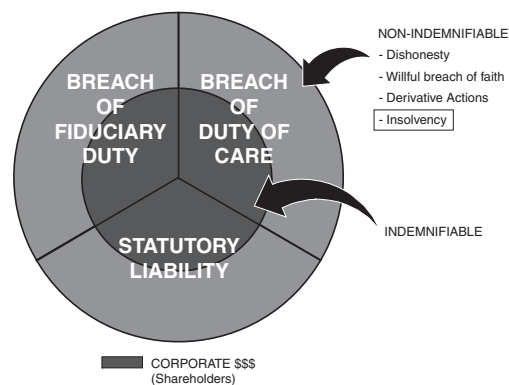 NON-INDEMNIFIABLE
- Dishonesty
- Willful breach of faith
- Derivative Actions
- Insolvency
BREACH
OF
FIDUCIARY
DUTY
BREACH
OF
DUTY OF
CARE
INDEMNIFIABLE
STATUTORY
LIABILITY
CORPORATE $$$
(Shareholders)